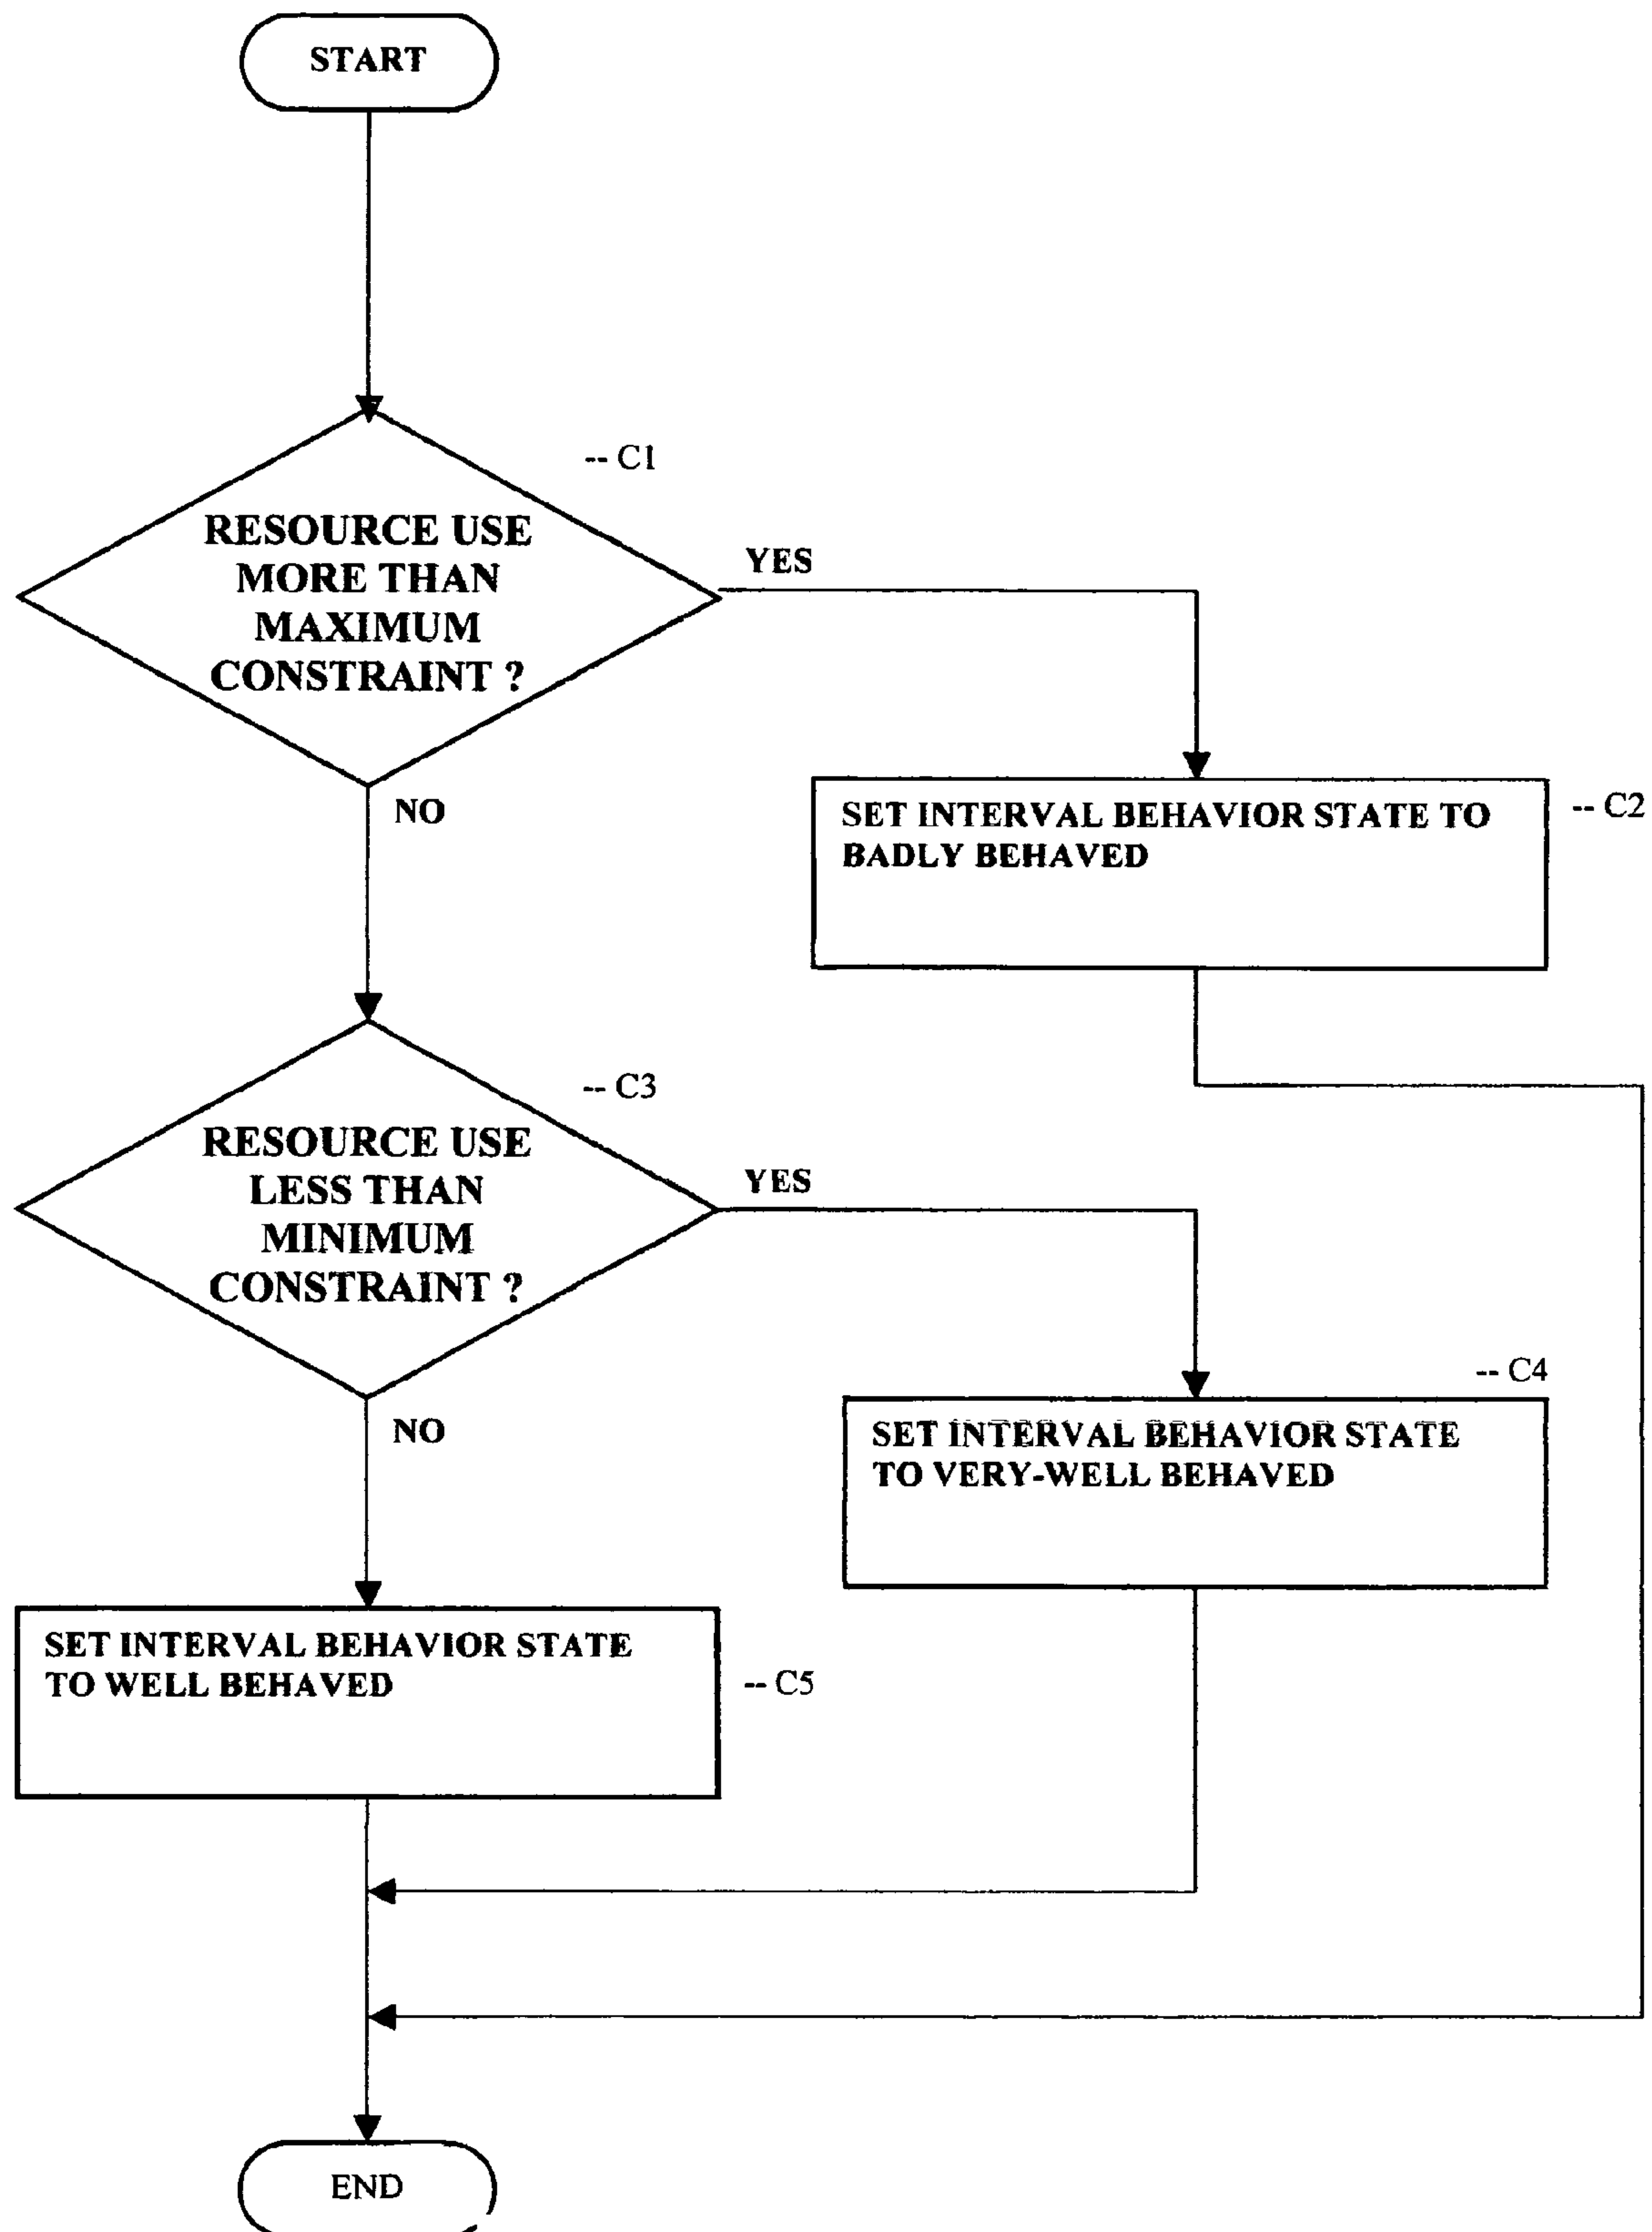 START
-- C1
RESOURCE USE
MORE THAN
MAXIMUM
CONSTRAINT ?
YES
NO
SET INTERVAL BEHAVIOR STATE TO
BADLY BEHAVED
-- C2
-- C3
RESOURCE USE
LESS THAN
MINIMUM
CONSTRAINT ?
YES
NO
-- C4
SET INTERVAL BEHAVIOR STATE
TO VERY-WELL BEHAVED
SET INTERVAL BEHAVIOR STATE
TO WELL BEHAVED
-- C5
END